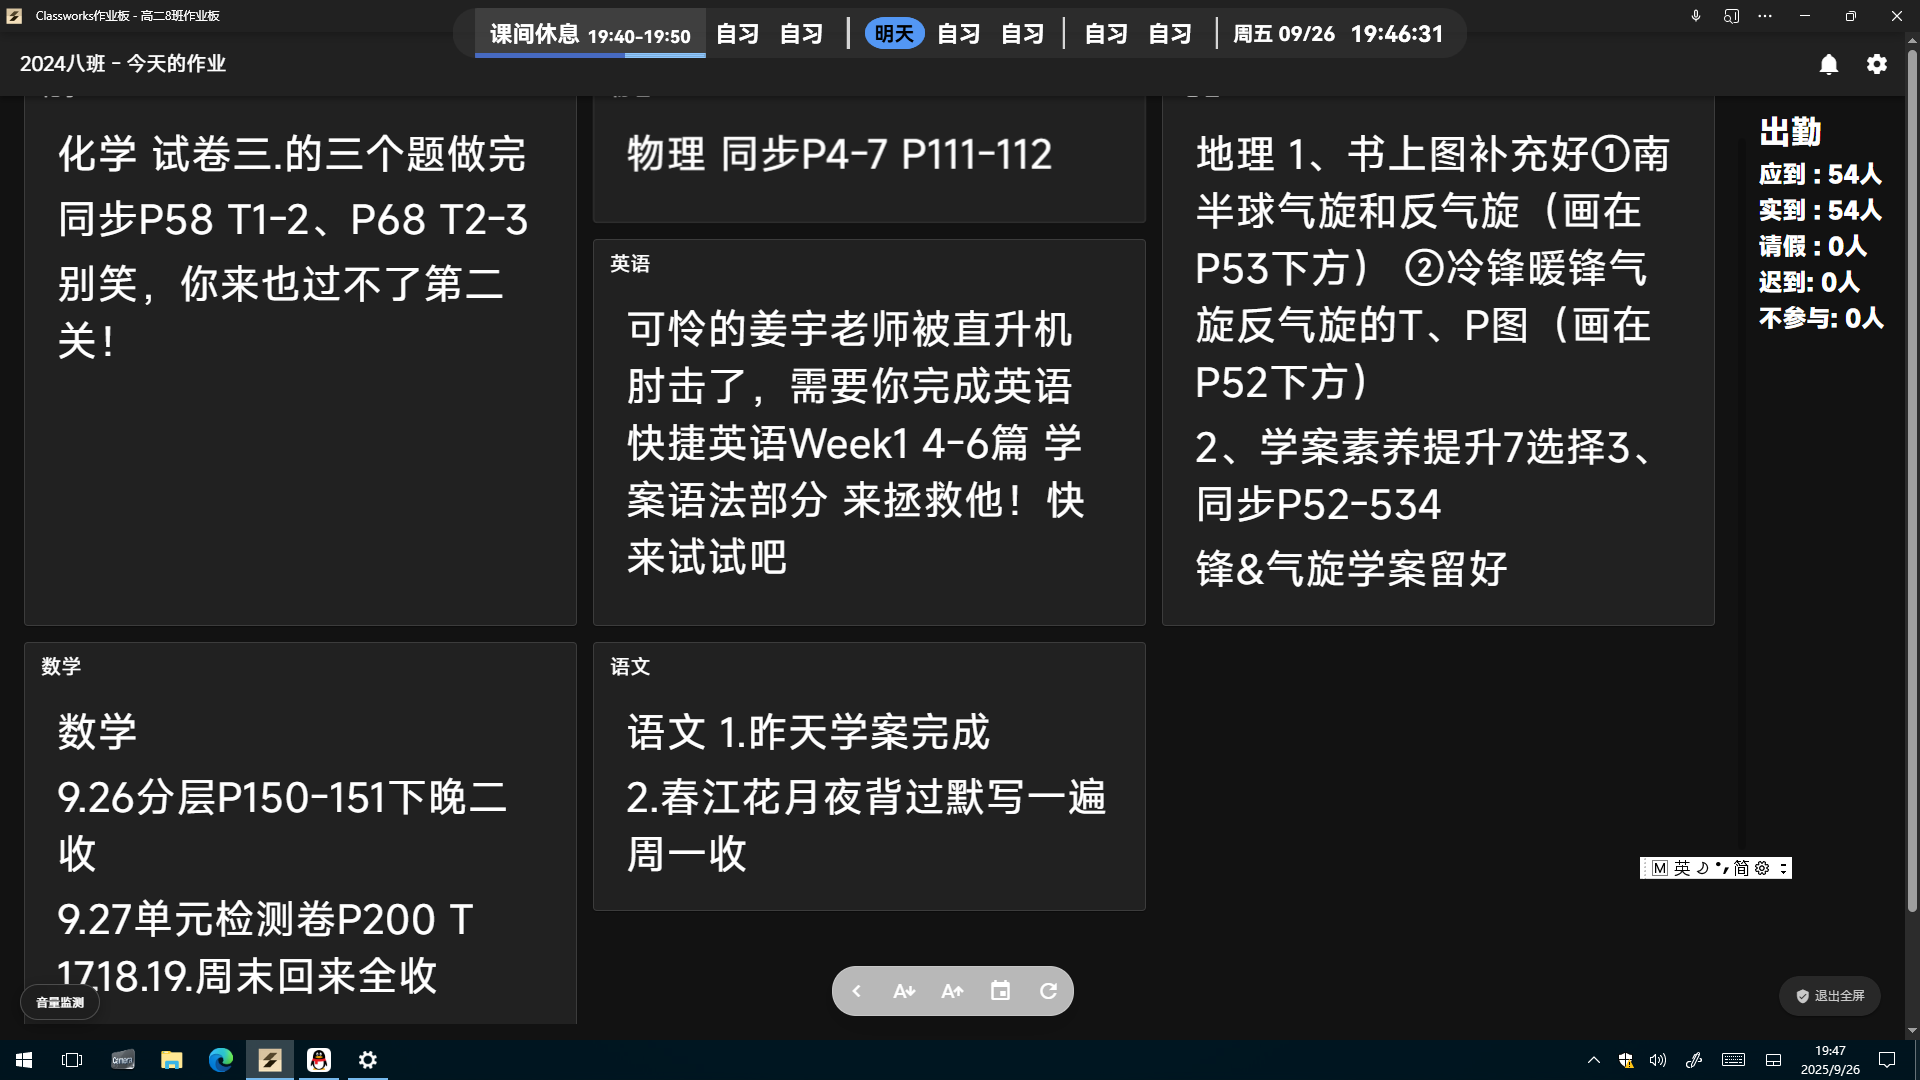 Classworks作业板 - 高二8班作业板
课间休息 19:40-19:50 自习 自习 明天 自习 自习 自习 自习 周五 09/26 19:46:31
2024八班 - 今天的作业
化学 试卷三.的三个题做完
同步P58 T1-2、P68 T2-3
别笑，你来也过不了第二
关！
物理 同步P4-7 P111-112
英语
可怜的姜宇老师被直升机
肘击了，需要你完成英语
快捷英语Week1 4-6篇 学
案语法部分 来拯救他！快
来试试吧
地理 1、书上图补充好①南
半球气旋和反气旋（画在
P53下方） ②冷锋暖锋气
旋反气旋的T、P图（画在
P52下方）
2、学案素养提升7选择3、
同步P52-534
锋&气旋学案留好
出勤
应到 : 54人
实到 : 54人
请假 : 0人
迟到: 0人
不参与: 0人
数学
数学
9.26分层P150-151下晚二
收
9.27单元检测卷P200 T
17.18.19.周末回来全收
语文
语文 1.昨天学案完成
2.春江花月夜背过默写一遍
周一收
M 英 简
音量监测
A A
退出全屏
19:47
2025/9/26